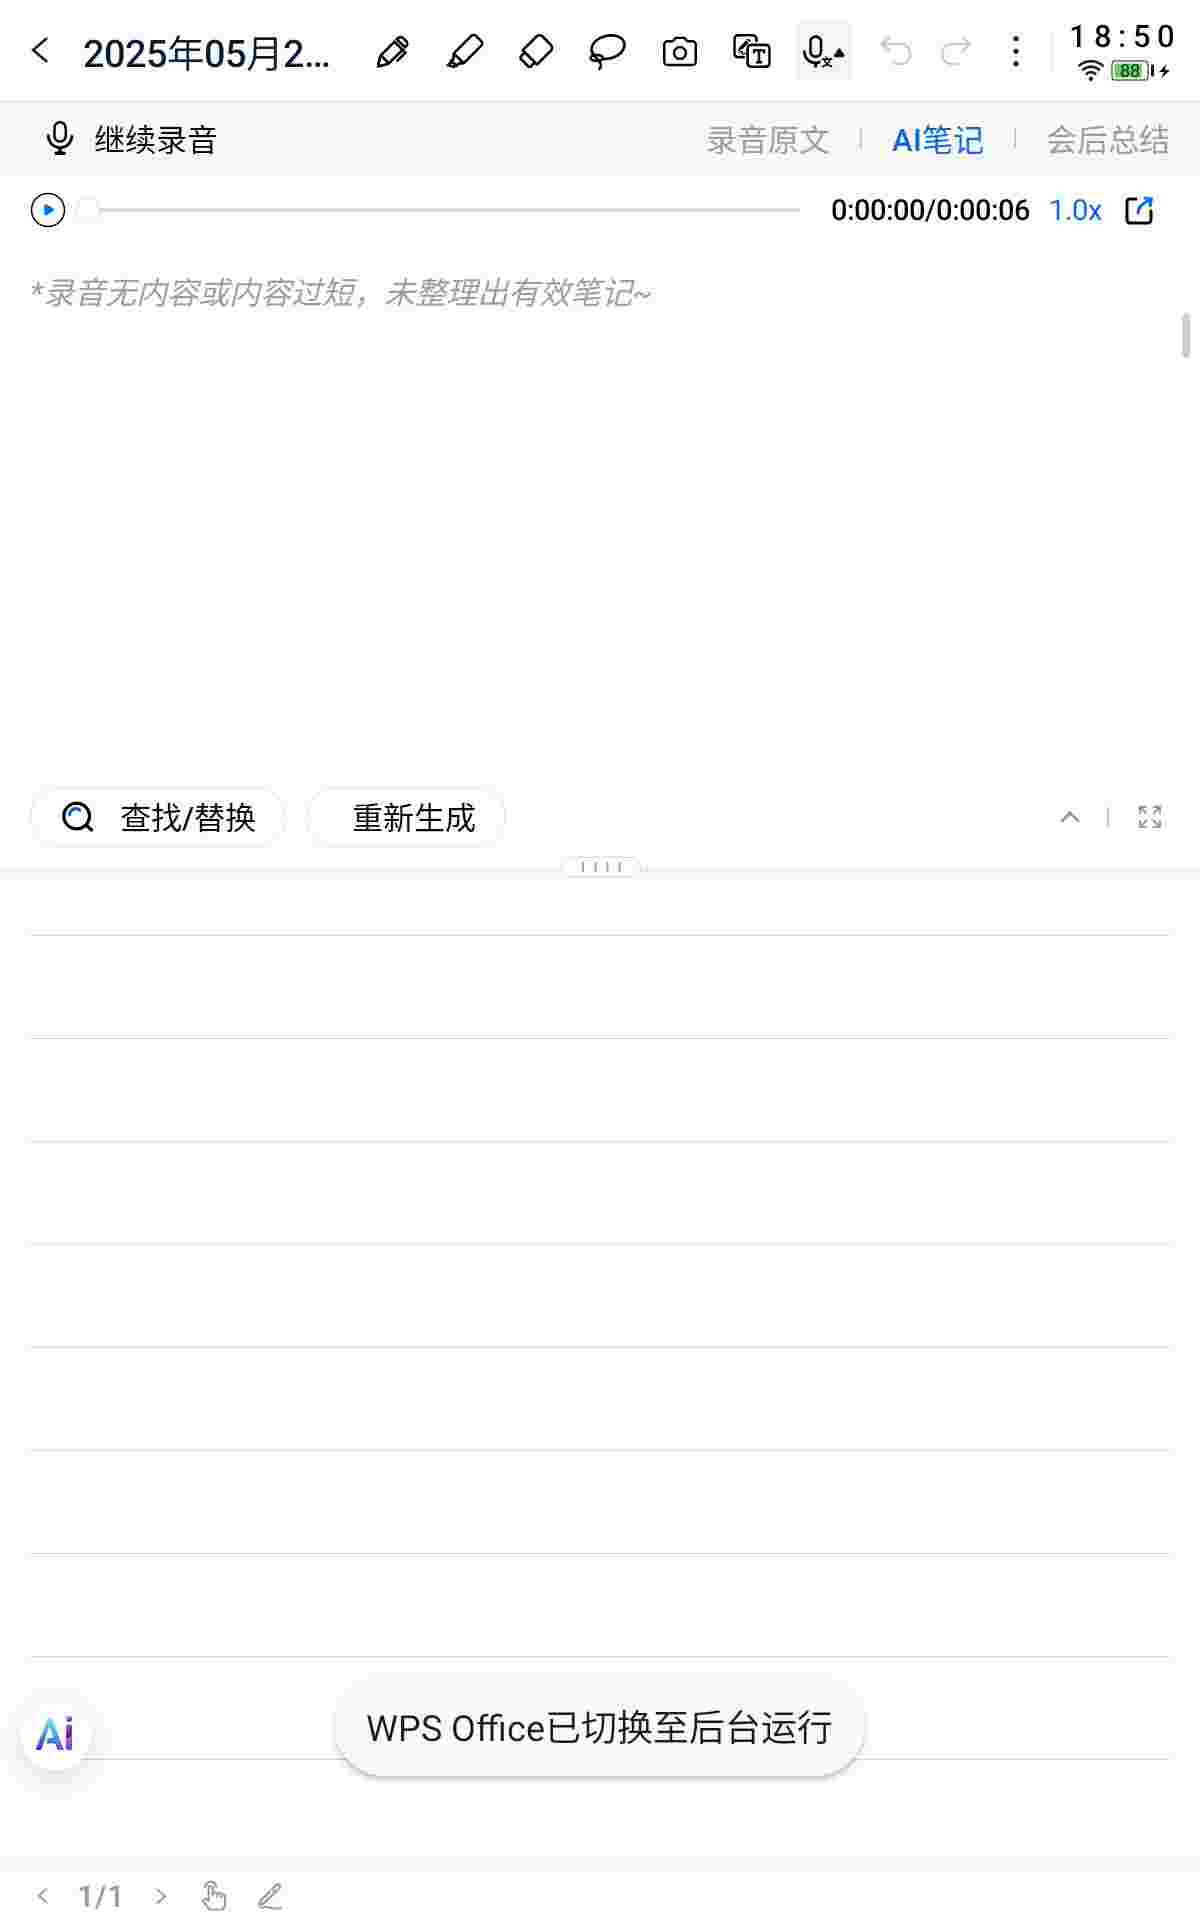 2025年05月2...
18:50
88
继续录音
录音原文
AI笔记
会后总结
0:00:00/0:00:06
1.0x
*录音无内容或内容过短，未整理出有效笔记~
查找/替换
重新生成
WPS Office已切换至后台运行
Ai
1/1